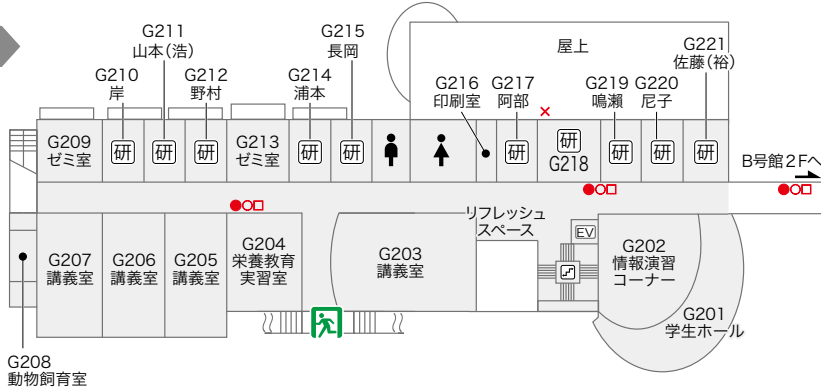 G211
山本（浩）
G215
長岡
屋上
G221
佐藤（裕）
G210
岸
G212
野村
G214
浦本
G216
印刷室
G217
阿部
G219
鳴瀬
G220
尼子
G209
ゼミ室
研
研
研
G213
ゼミ室
研
研
研
研
G218
研
研
研
B号館2Fへ
リフレッシュ
スペース
EV
G207
講義室
G206
講義室
G205
講義室
G204
栄養教育
実習室
G203
講義室
G202
情報演習
コーナー
G201
学生ホール
G208
動物飼育室